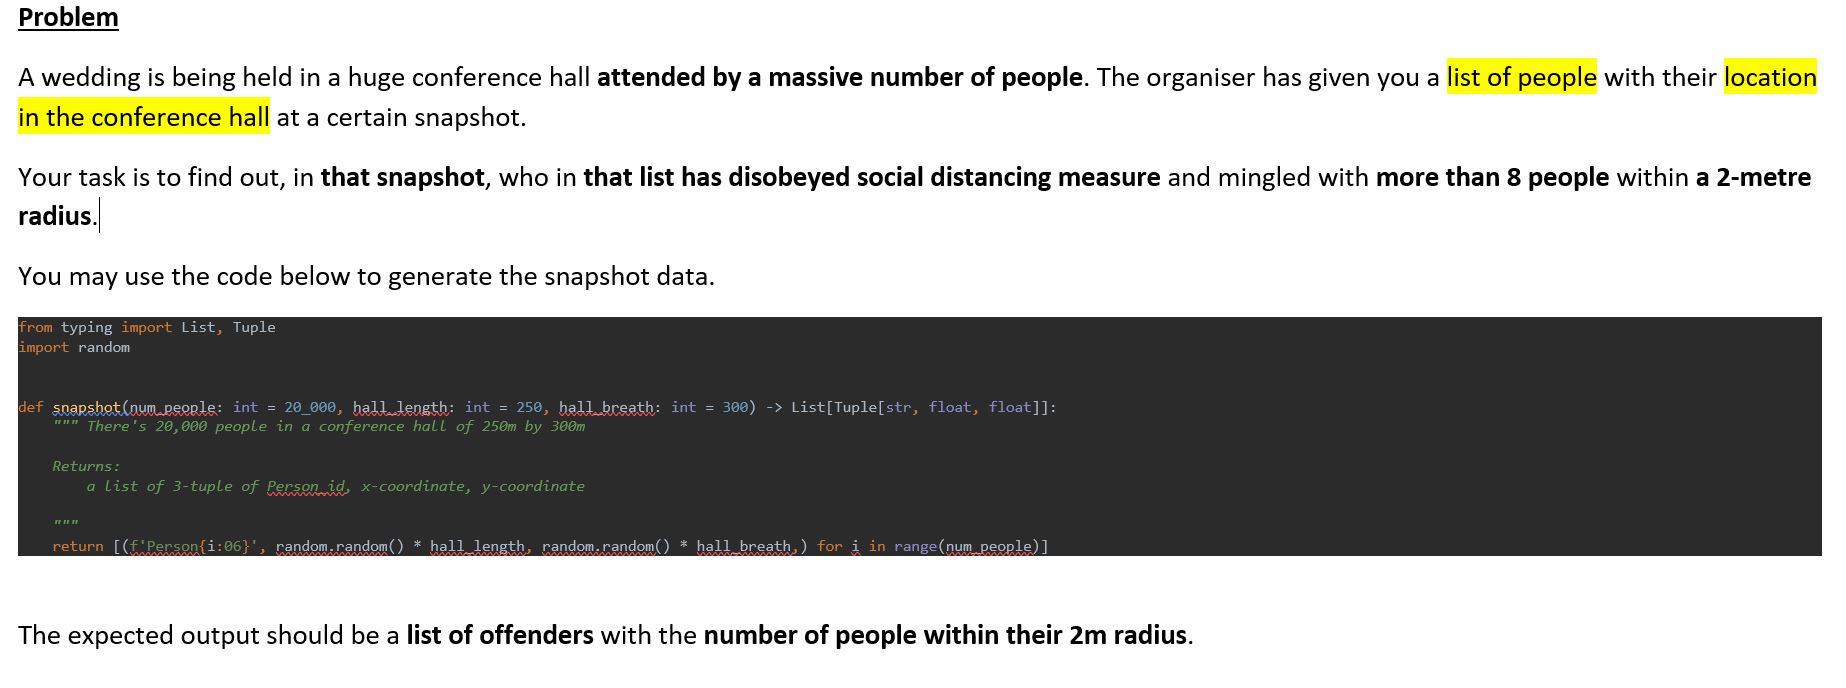 Problem
A wedding is being held in a huge conference hall attended by a massive number of people. The organiser has given you a list of people with their location
in the conference hall at a certain snapshot.
Your task is to find out, in that snapshot, who in that list has disobeyed social distancing measure and mingled with more than 8 people within a 2-metre
radius.
You may use the code below to generate the snapshot data.
from typing import List, Tuple
import random
def snapshot(num_people: int = 20_000, hall_length: int = 250, hall_breath: int = 300) -> List[Tuple[str, float, float]]:
    """ There's 20,000 people in a conference hall of 250m by 300m
    Returns:
        a list of 3-tuple of Person_id, x-coordinate, y-coordinate
    """
    return [(f'Person{i:06}', random.random() * hall_length, random.random() * hall_breath,) for i in range(num_people)]
The expected output should be a list of offenders with the number of people within their 2m radius.